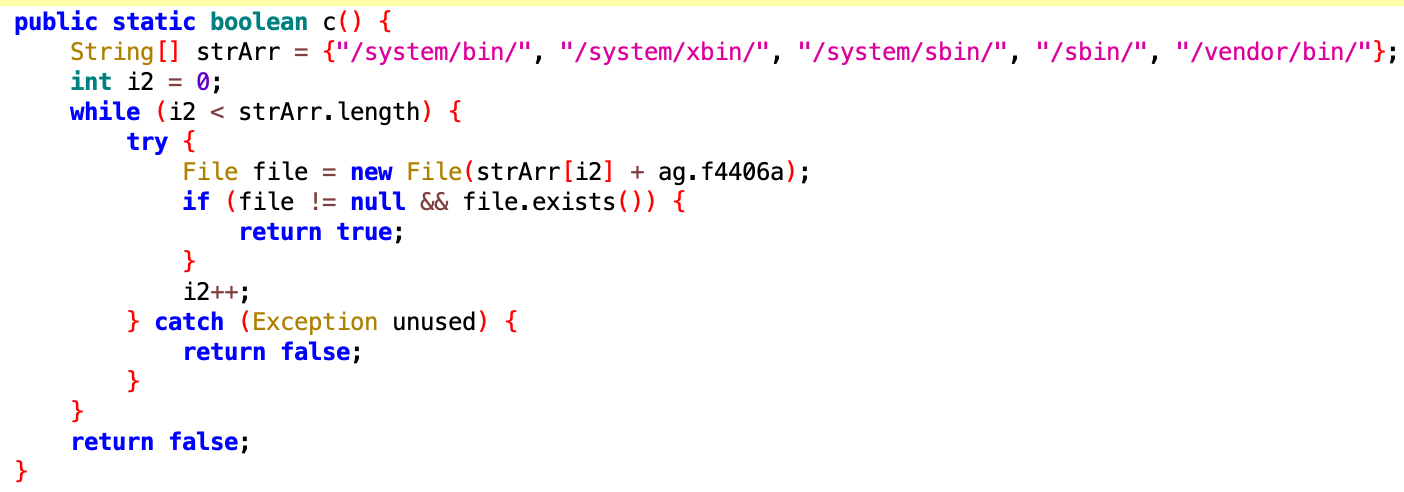 public static boolean c() {
    String[] strArr = {"/system/bin/", "/system/xbin/", "/system/sbin/", "/sbin/", "/vendor/bin/"};
    int i2 = 0;
    while (i2 < strArr.length) {
        try {
            File file = new File(strArr[i2] + ag.f4406a);
            if (file != null && file.exists()) {
                return true;
            }
            i2++;
        } catch (Exception unused) {
            return false;
        }
    }
    return false;
}